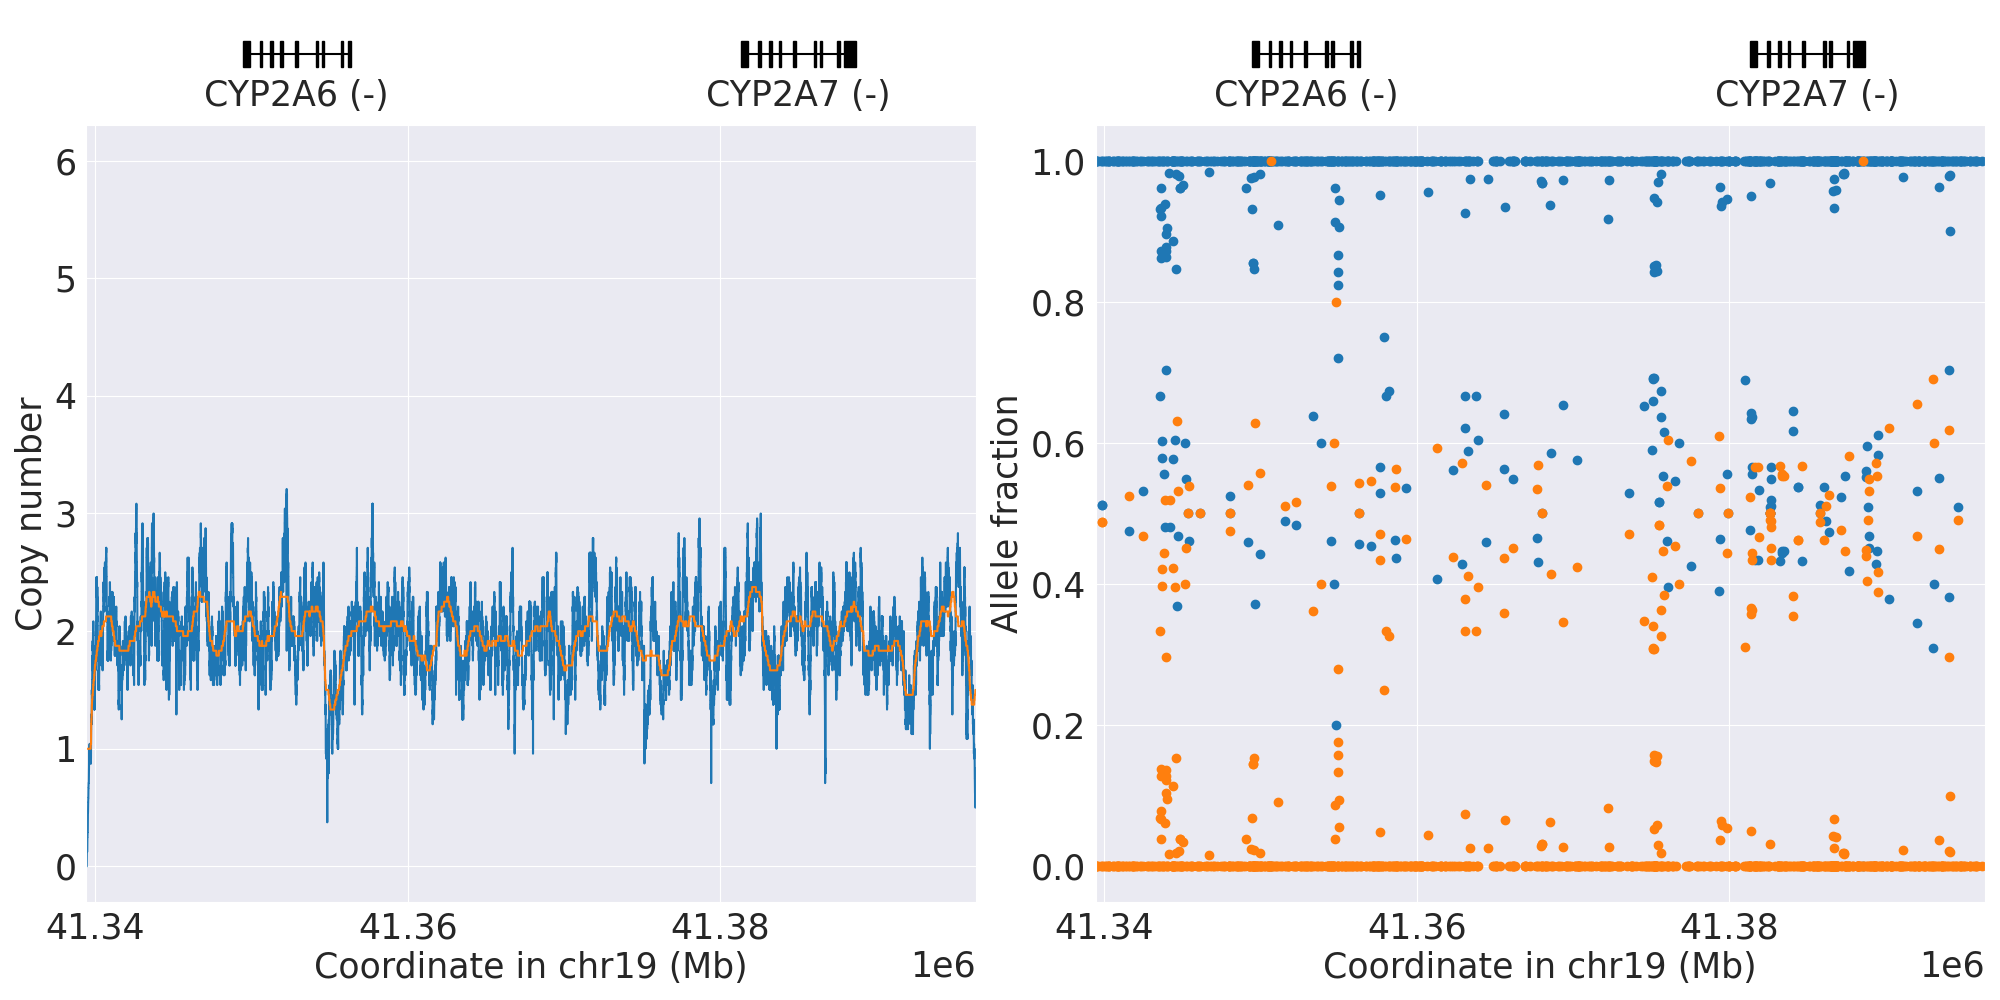 CYP2A6 (-)
CYP2A7 (-)
6
5
4
3
2
1
0
Copy number
41.34
41.36
41.38
Coordinate in chr19 (Mb)
1e6
CYP2A6 (-)
CYP2A7 (-)
1.0
0.8
0.6
0.4
0.2
0.0
Allele fraction
41.34
41.36
41.38
Coordinate in chr19 (Mb)
1e6